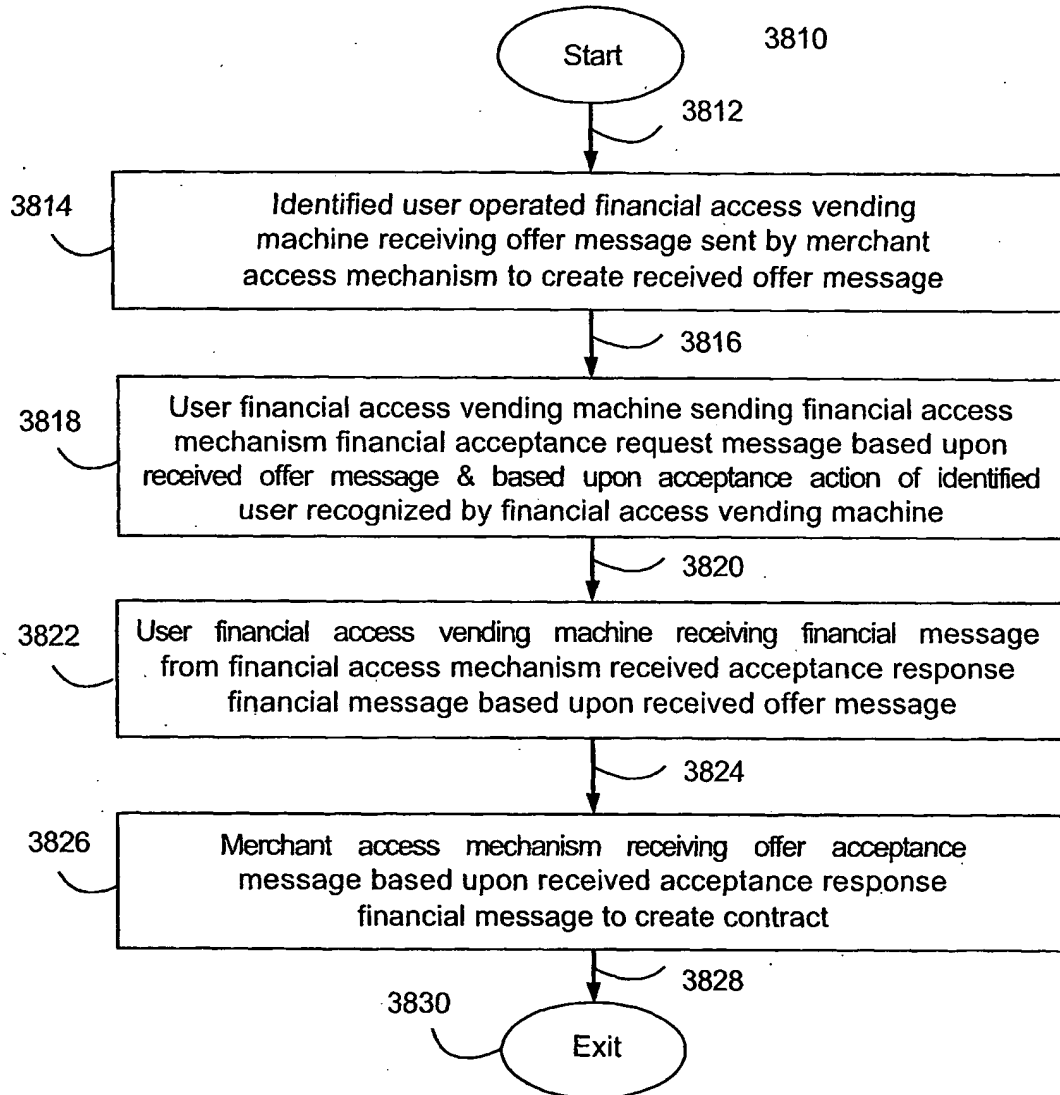 Start
3810
3812
3814
Identified user operated financial access vending
machine receiving offer message sent by merchant
access mechanism to create received offer message
3816
3818
User financial access vending machine sending financial access
mechanism financial acceptance request message based upon
received offer message & based upon acceptance action of identified
user recognized by financial access vending machine
3820
3822
User financial access vending machine receiving financial message
from financial access mechanism received acceptance response
financial message based upon received offer message
3824
3826
Merchant access mechanism receiving offer acceptance
message based upon received acceptance response
financial message to create contract
3828
3830
Exit